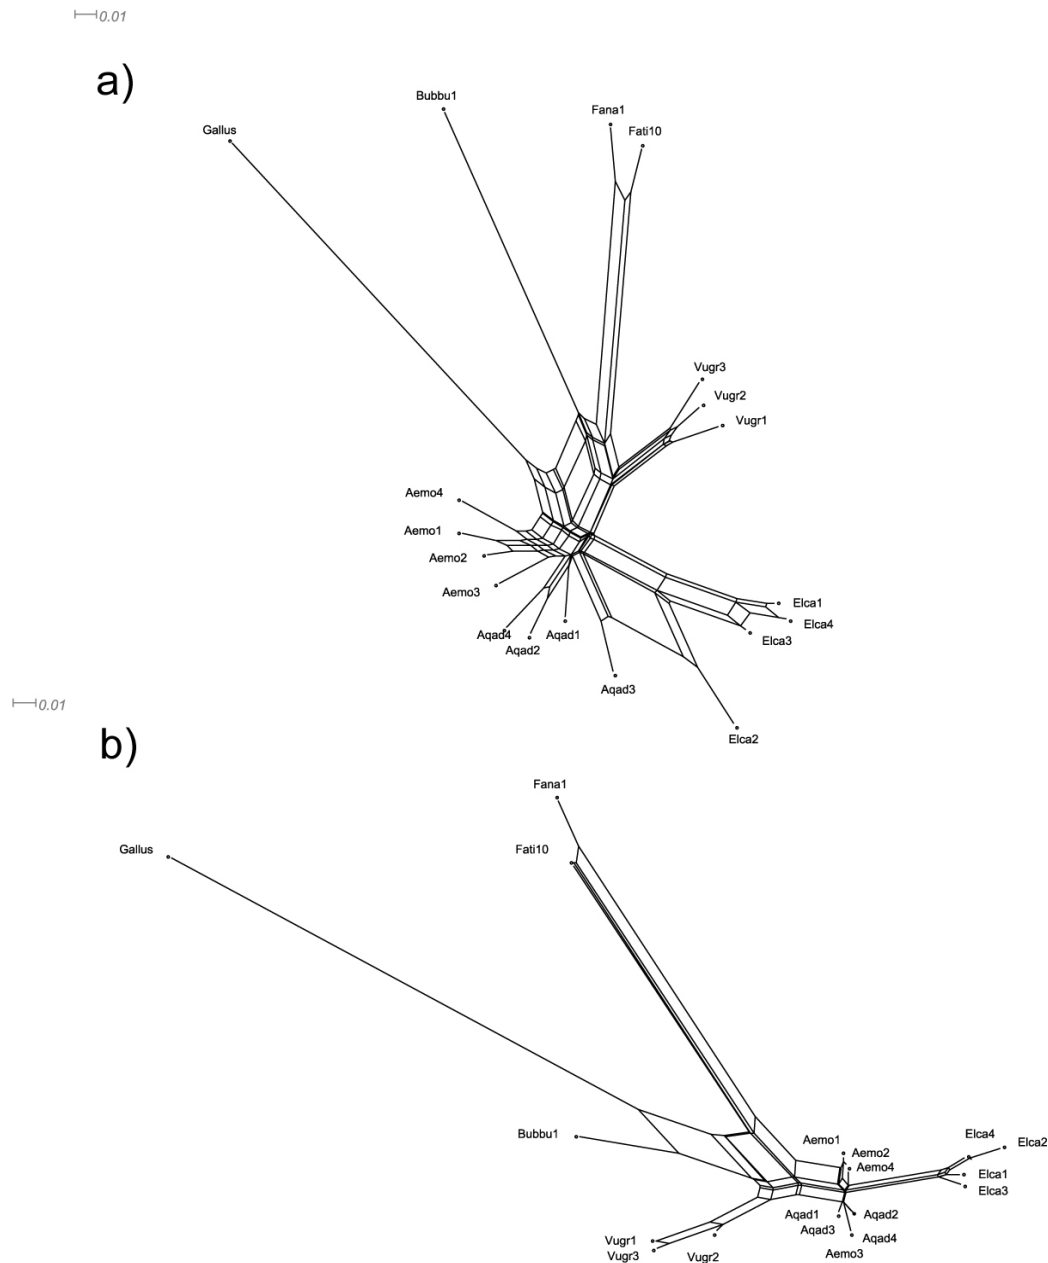 0.01
a)
Bubbu1
Fana1
Gallus
Fati10
Vugr3
Vugr2
Vugr1
Aemo4
Aemo1
Aemo2
Aemo3
Elca1
Elca4
Elca3
Aqad4
Aqad1
Aqad2
Aqad3
Elca2
0.01
b)
Fana1
Gallus
Fati10
Bubbu1
Aemo1
Elca4
Elca2
Aemo2
Aemo4
Elca1
Elca3
Aqad1
Aqad2
Aqad3
Aqad4
Vugr1
Vugr3
Vugr2
Aemo3